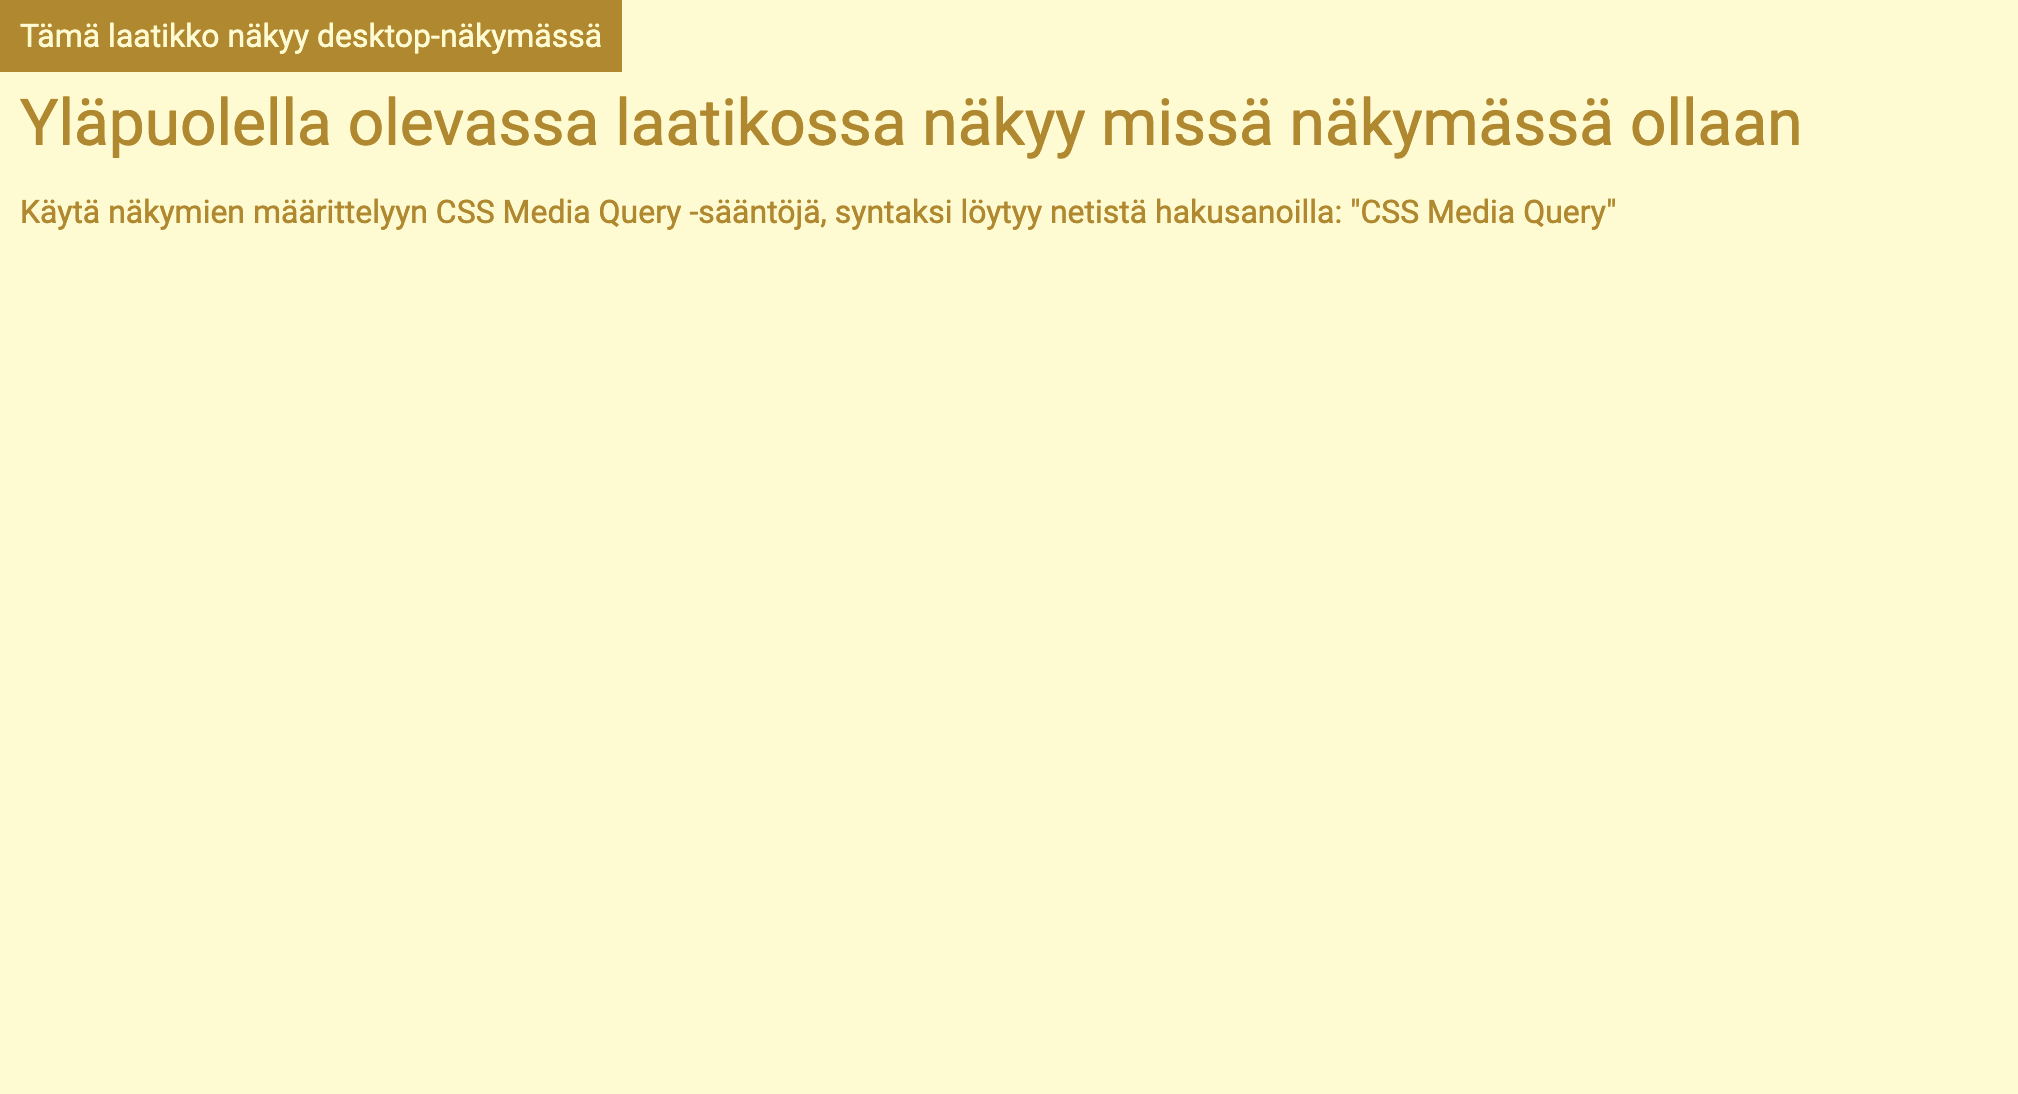 Tämä laatikko näkyy desktop-näkymässä
Yläpuolella olevassa laatikossa näkyy missä näkymässä ollaan
Käytä näkymien määrittelyyn CSS Media Query -sääntöjä, syntaksi löytyy netistä hakusanoilla: "CSS Media Query"